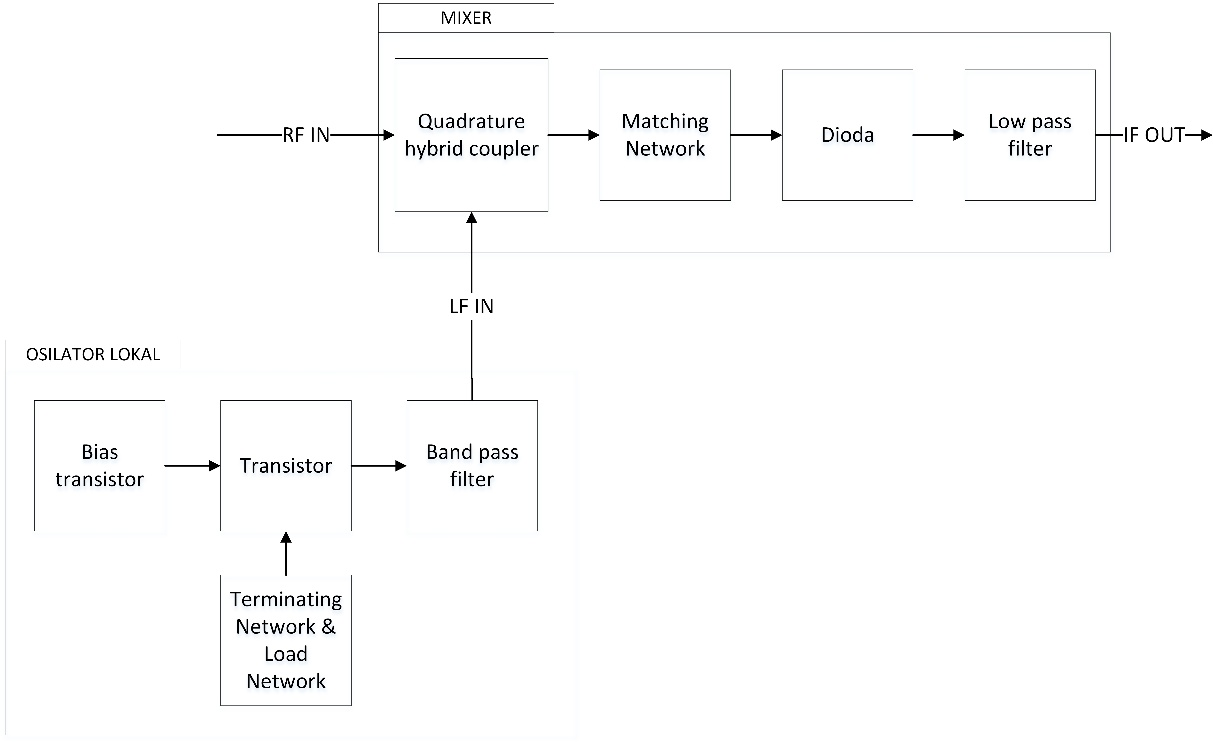 MIXER
RF IN
Quadrature
hybrid coupler
Matching
Network
Dioda
Low pass
filter
IF OUT
LF IN
OSILATOR LOKAL
Bias
transistor
Transistor
Band pass
filter
Terminating
Network &
Load
Network